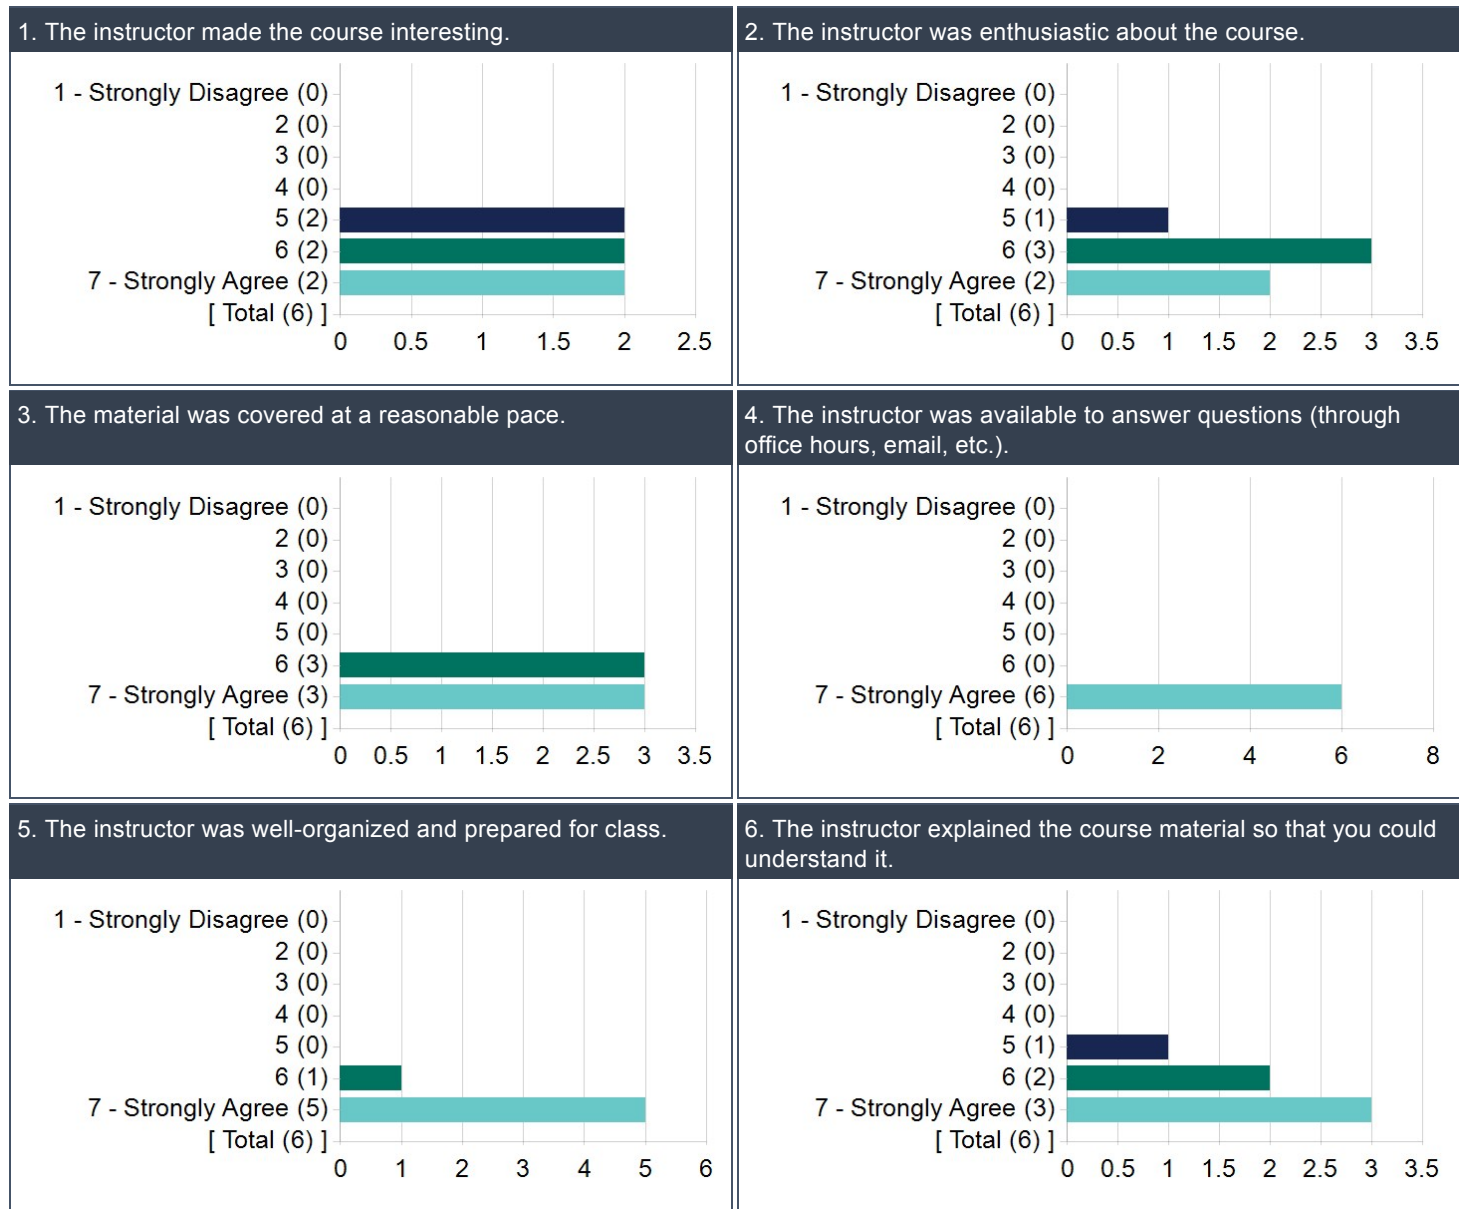 1. The instructor made the course interesting.
1 - Strongly Disagree (0)
2 (0)
3 (0)
4 (0)
5 (2)
6 (2)
7 - Strongly Agree (2)
[ Total (6) ]
0 0.5 1 1.5 2 2.5
2. The instructor was enthusiastic about the course.
1 - Strongly Disagree (0)
2 (0)
3 (0)
4 (0)
5 (1)
6 (3)
7 - Strongly Agree (2)
[ Total (6) ]
0 0.5 1 1.5 2 2.5 3 3.5
3. The material was covered at a reasonable pace.
1 - Strongly Disagree (0)
2 (0)
3 (0)
4 (0)
5 (0)
6 (3)
7 - Strongly Agree (3)
[ Total (6) ]
0 0.5 1 1.5 2 2.5 3 3.5
4. The instructor was available to answer questions (through
office hours, email, etc.).
1 - Strongly Disagree (0)
2 (0)
3 (0)
4 (0)
5 (0)
6 (0)
7 - Strongly Agree (6)
[ Total (6) ]
0 2 4 6 8
5. The instructor was well-organized and prepared for class.
1 - Strongly Disagree (0)
2 (0)
3 (0)
4 (0)
5 (0)
6 (1)
7 - Strongly Agree (5)
[ Total (6) ]
0 1 2 3 4 5 6
6. The instructor explained the course material so that you could
understand it.
1 - Strongly Disagree (0)
2 (0)
3 (0)
4 (0)
5 (1)
6 (2)
7 - Strongly Agree (3)
[ Total (6) ]
0 0.5 1 1.5 2 2.5 3 3.5